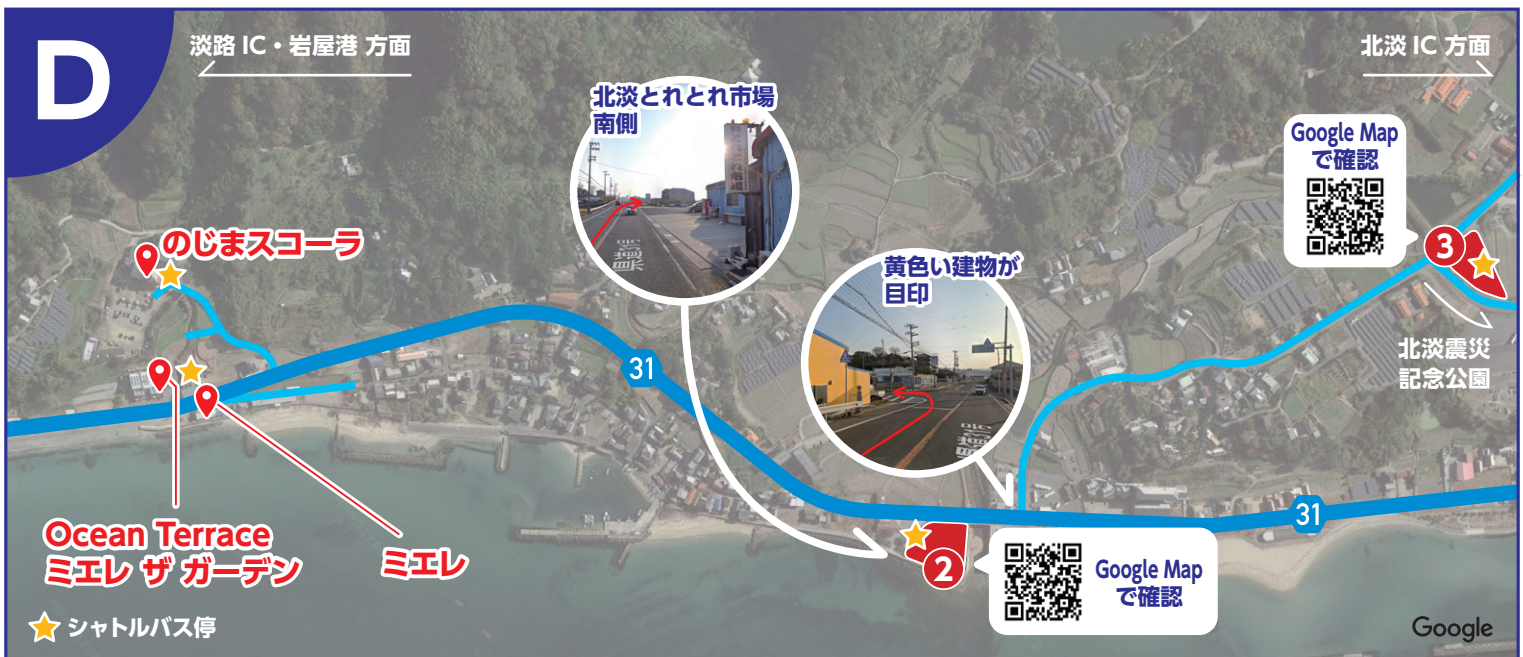 D
淡路 IC・岩屋港 方面
北淡 IC 方面
北淡とれとれ市場
南側
Google Map
で確認
3
のじまスコーラ
黄色い建物が
目印
31
北淡震災
記念公園
31
Ocean Terrace
ミエレ ザ ガーデン
ミエレ
2
Google Map
で確認
シャトルバス停
Google